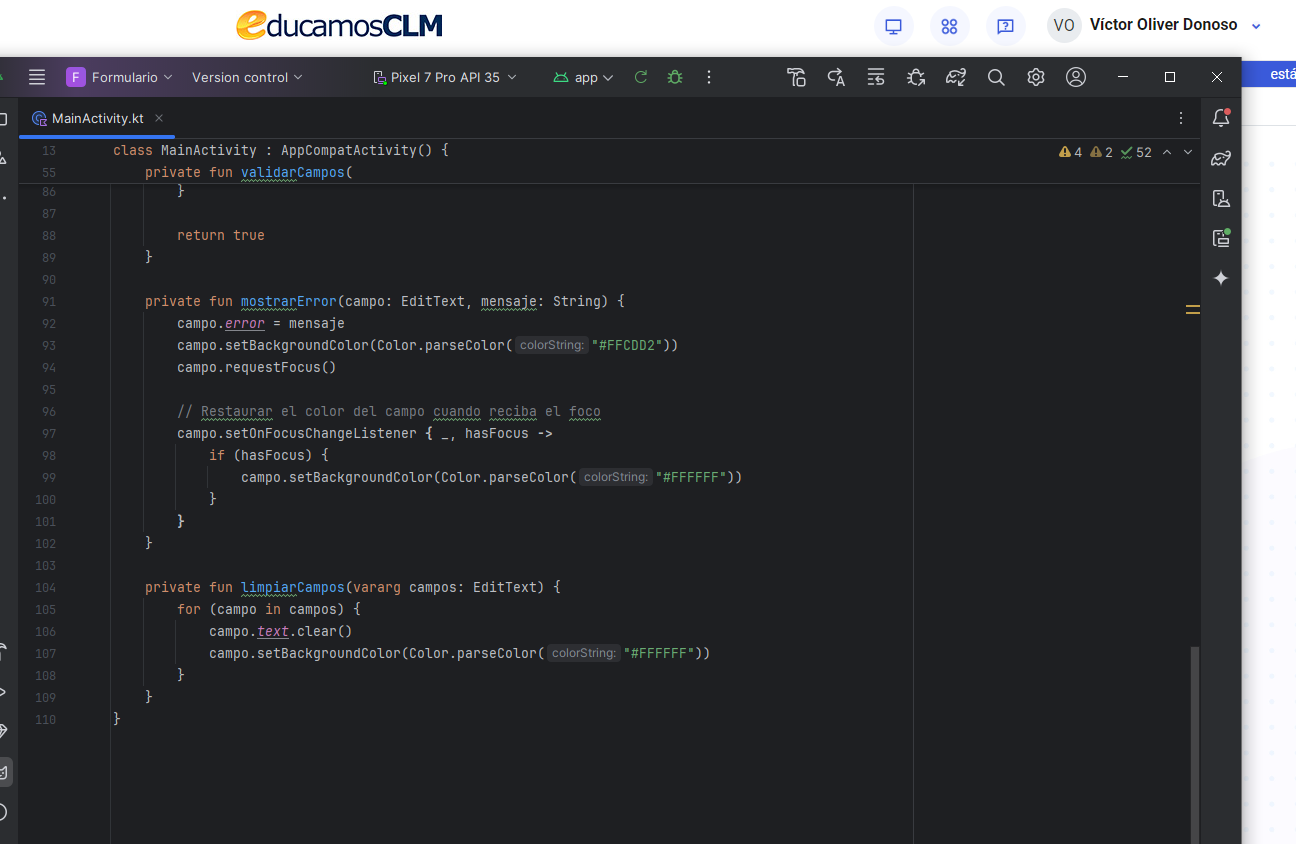 educamosCLM
VO Víctor Oliver Donoso
F Formulario Version control Pixel 7 Pro API 35 app
está
MainActivity.kt
13 class MainActivity : AppCompatActivity() {
4 2 52
55 private fun validarCampos(
86 }
87
88 return true
89 }
90
91 private fun mostrarError(campo: EditText, mensaje: String) {
92 campo.error = mensaje
93 campo.setBackgroundColor(Color.parseColor( colorString: "#FFCDD2"))
94 campo.requestFocus()
95
96 // Restaurar el color del campo cuando reciba el foco
97 campo.setOnFocusChangeListener { _, hasFocus ->
98 if (hasFocus) {
99 campo.setBackgroundColor(Color.parseColor( colorString: "#FFFFFF"))
100 }
101 }
102 }
103
104 private fun limpiarCampos(vararg campos: EditText) {
105 for (campo in campos) {
106 campo.text.clear()
107 campo.setBackgroundColor(Color.parseColor( colorString: "#FFFFFF"))
108 }
109 }
110 }